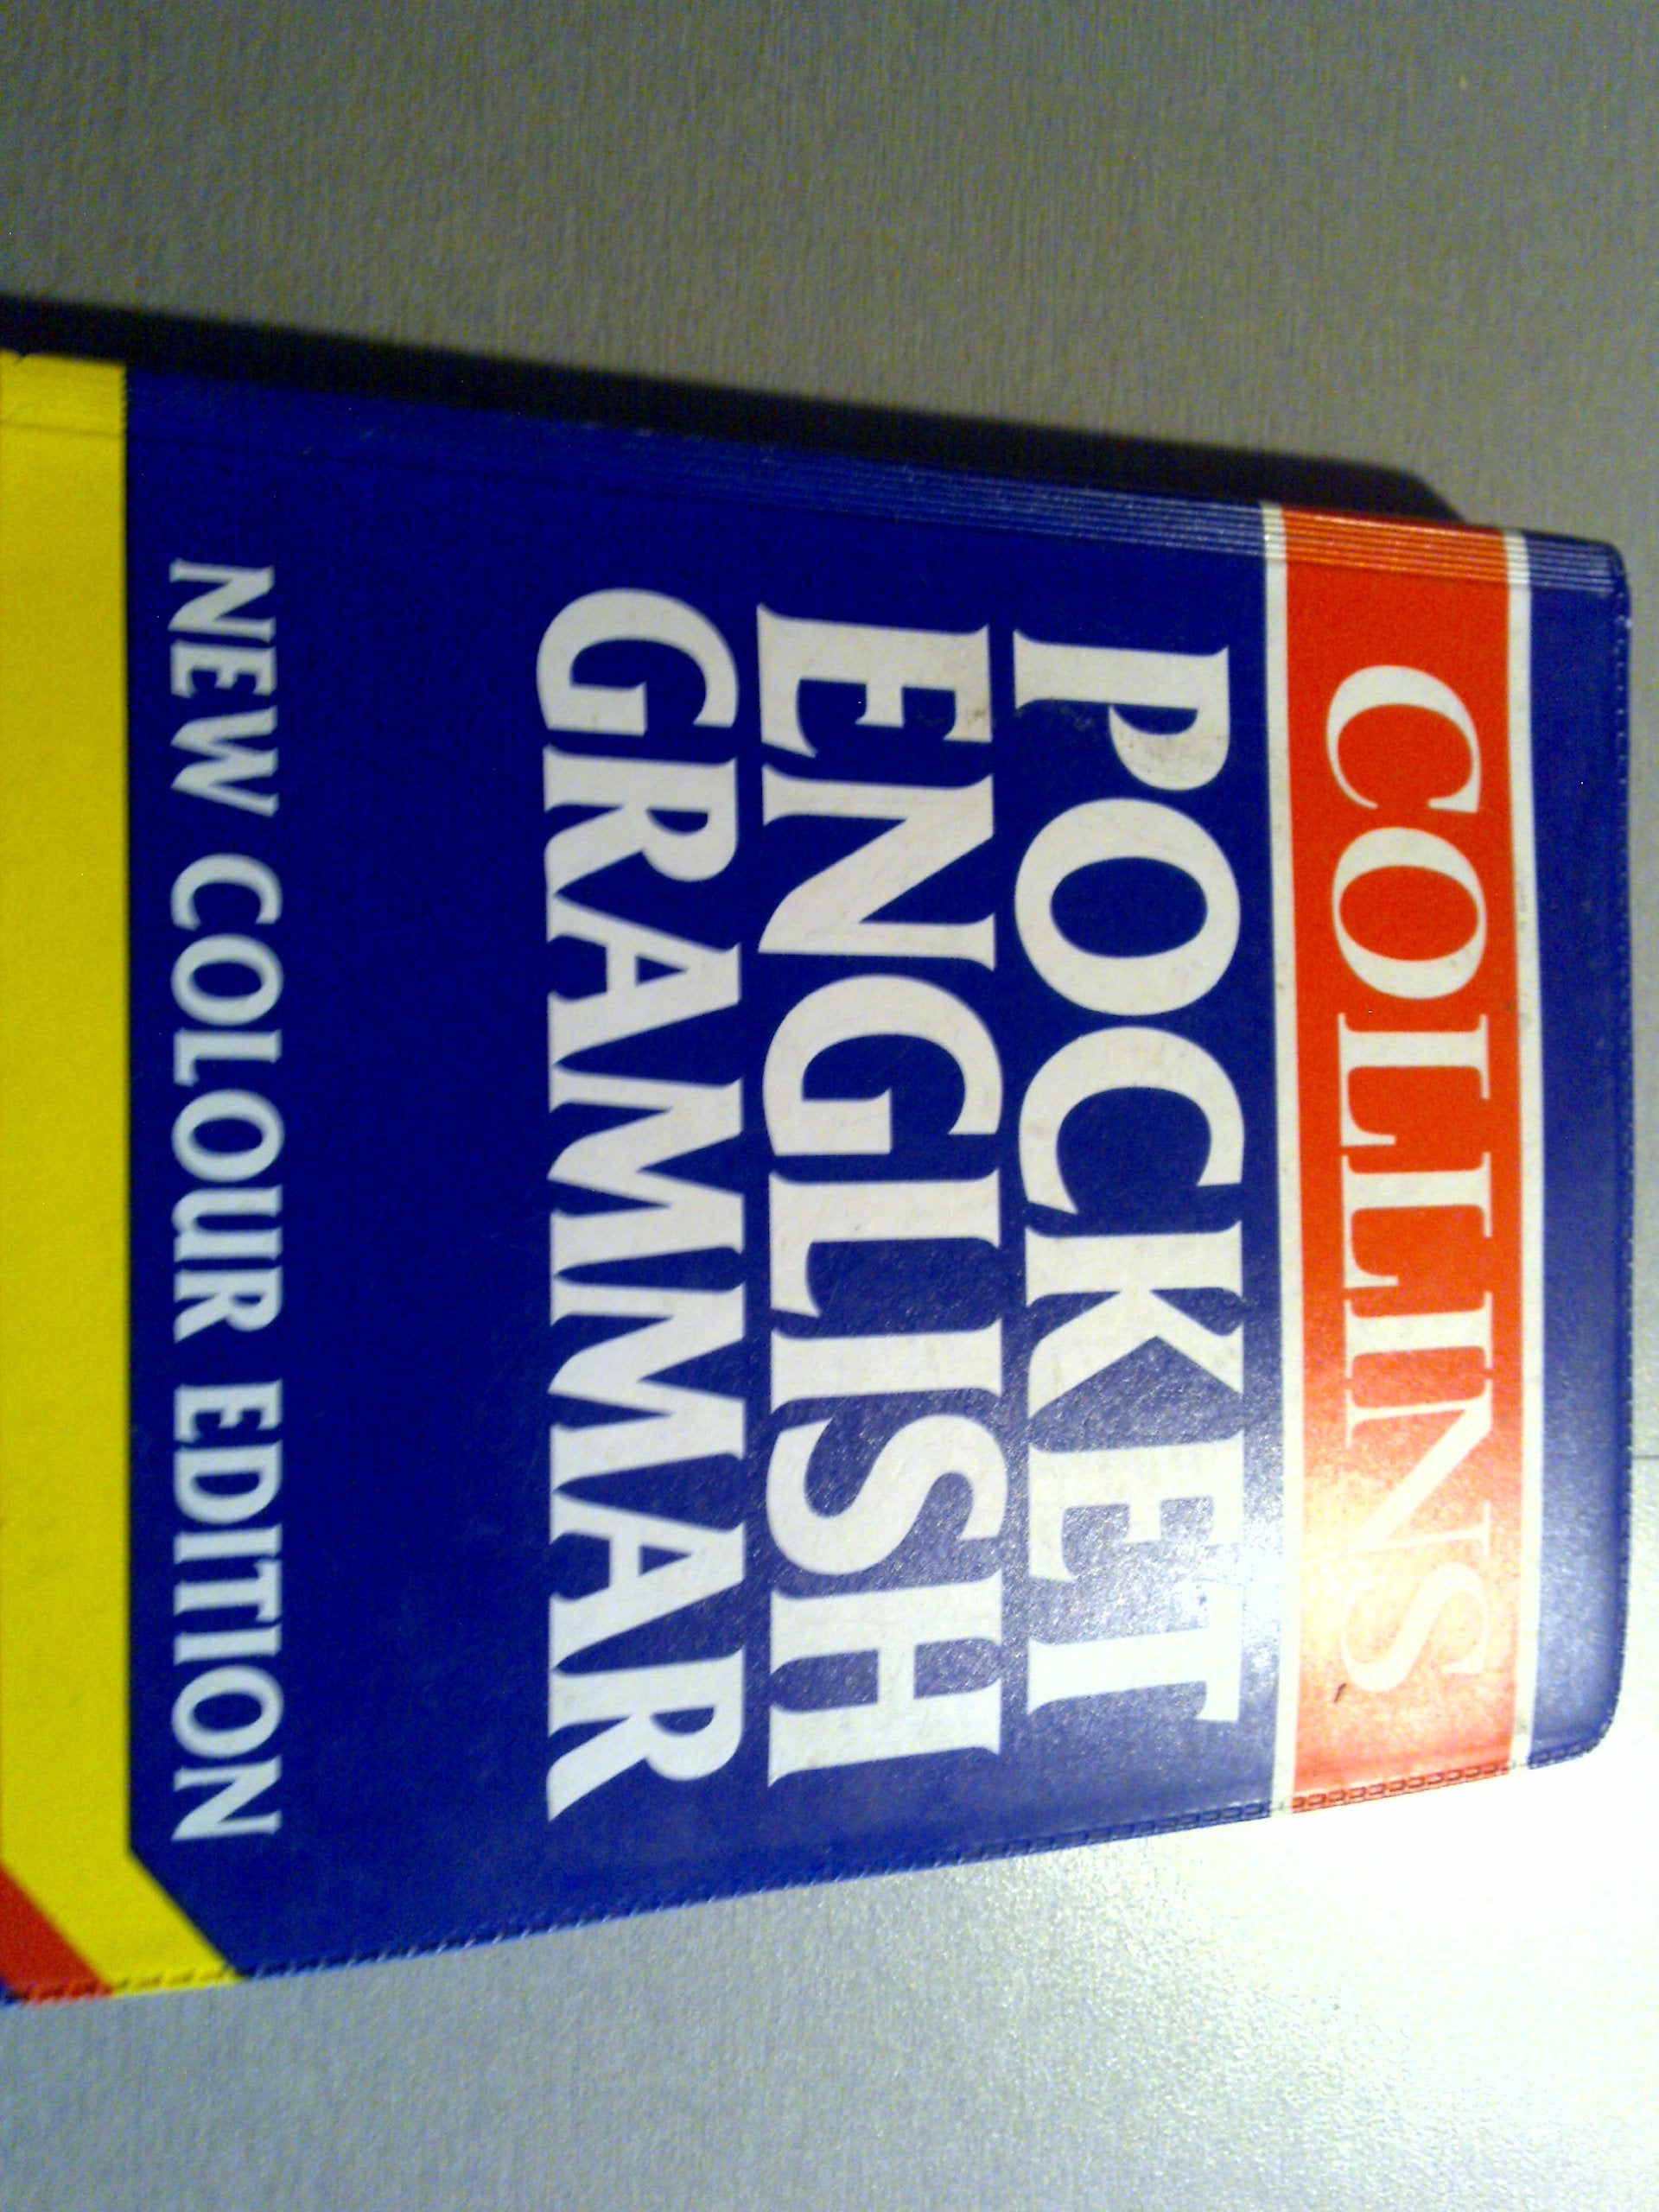 COLLINS
POCKET
ENGLISH
GRAMMAR
NEW COLOUR EDITION